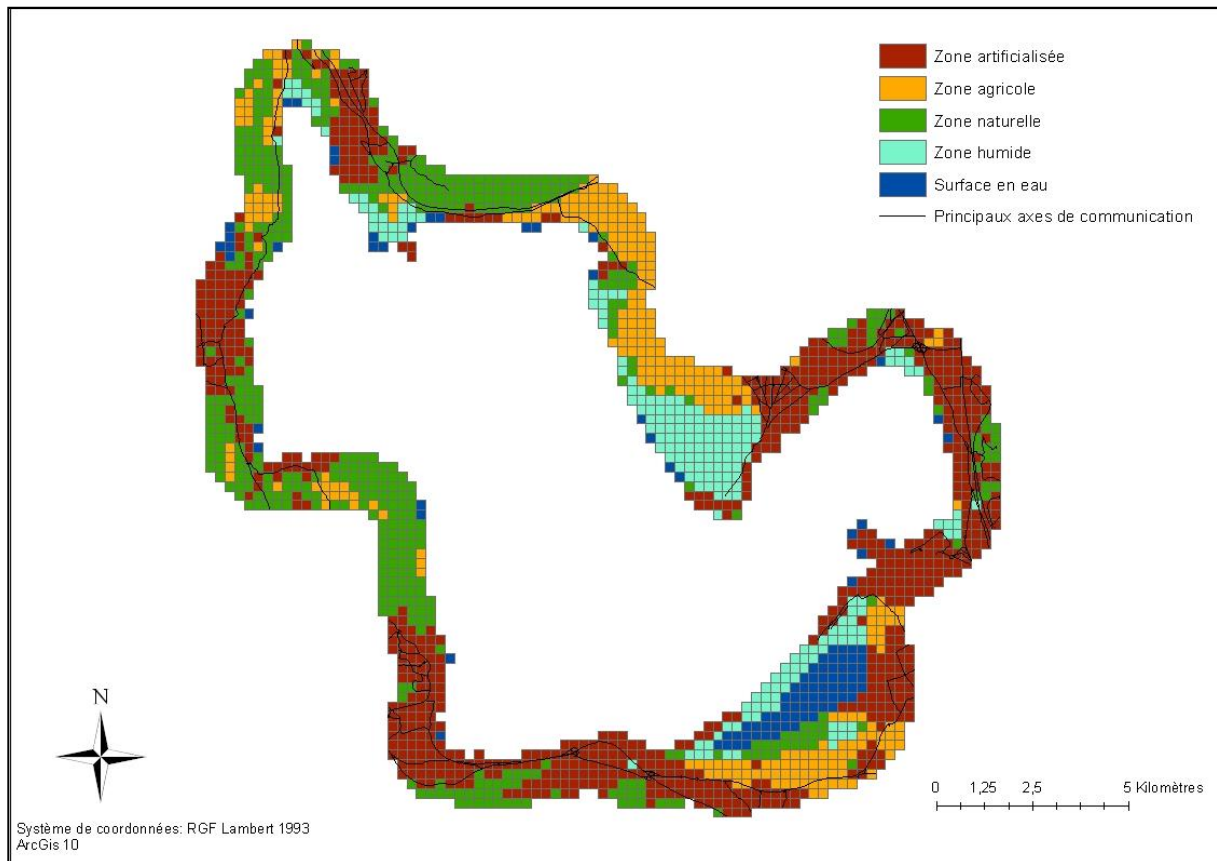 Zone artificialisée
Zone agricole
Zone naturelle
Zone humide
Surface en eau
Principaux axes de communication
N
0 1,25 2,5 5 Kilomètres
Système de coordonnées: RGF Lambert 1993
ArcGis 10